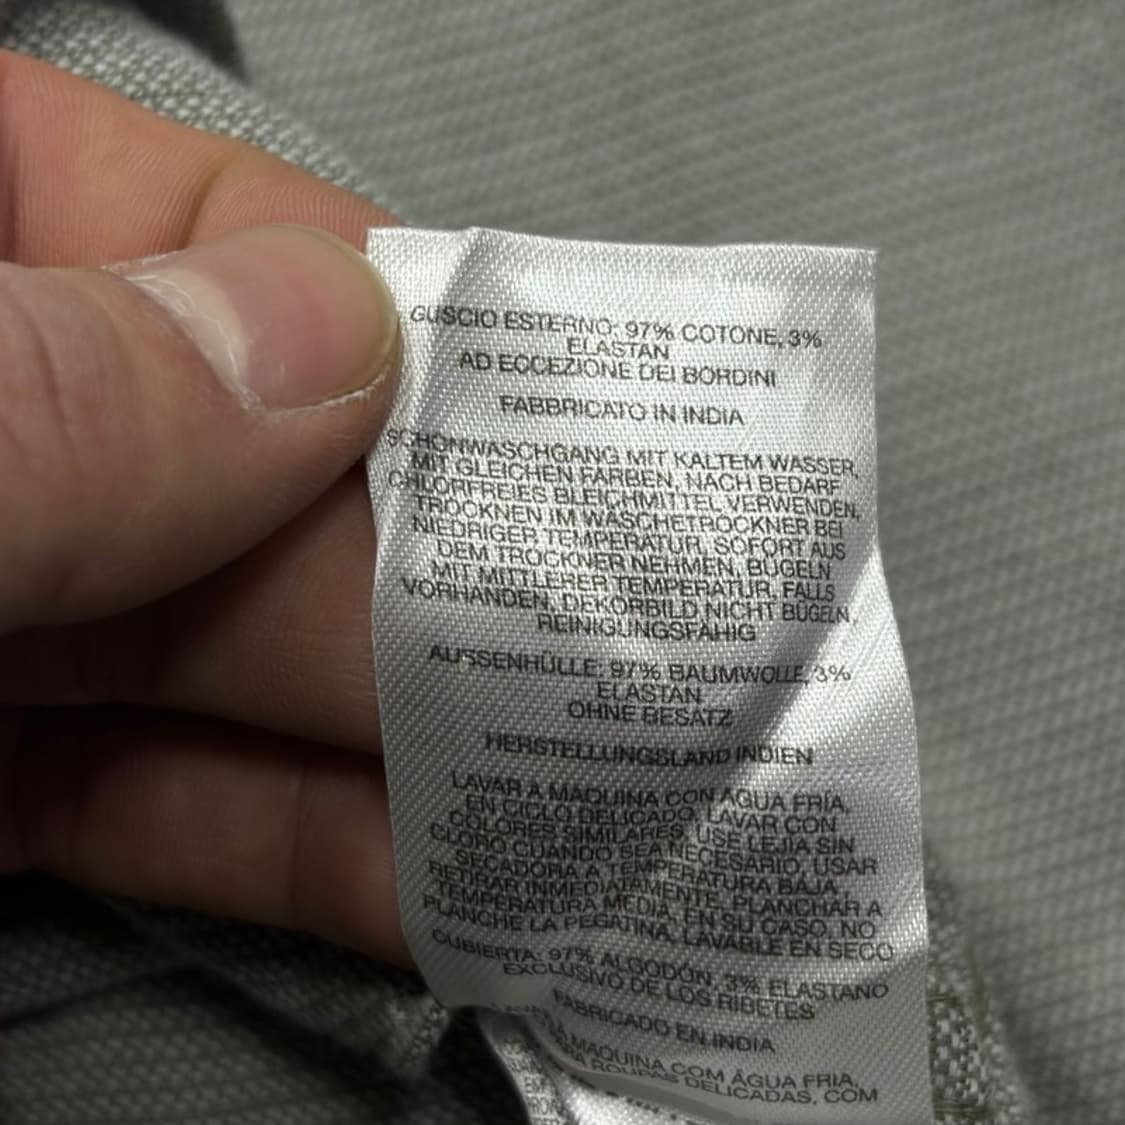 GUSCIO ESTERNO: 97% COTONE, 3%
ELASTAN
AD ECCEZIONE DEI BORDINI
FABBRICATO IN INDIA
SCHONWASCHGANG MIT KALTEM WASSER,
MIT GLEICHEN FARBEN, NACH BEDARF
CHLORFREIES BLEICHMITTEL VERWENDEN,
TROCKNEN IM WÄSCHETROCKNER BEI
NIEDRIGER TEMPERATUR, SOFORT AUS
DEM TROCKNER NEHMEN, BÜGELN
MIT MITTLERER TEMPERATUR, FALLS
VORHANDEN, DEKORBILD NICHT BÜGELN,
REINIGUNGSFÄHIG
AUSSENHÜLLE: 97% BAUMWOLLE, 3%
ELASTAN
OHNE BESATZ
HERSTELLUNGSLAND INDIEN
LAVAR A MAQUINA CON AGUA FRÍA,
EN CICLO DELICADO, LAVAR CON
COLORES SIMILARES, USE LEJIA SIN
CLORO CUANDO SEA NECESARIO, USAR
SECADORA A TEMPERATURA BAJA,
RETIRAR INMEDIATAMENTE, PLANCHAR A
TEMPERATURA MEDIA, EN SU CASO, NO
PLANCHE LA PEGATINA, LAVABLE EN SECO
CUBIERTA: 97% ALGODÓN, 3% ELASTANO
EXCLUSIVO DE LOS RIBETES
FABRICADO EN INDIA
MAQUINA COM ÁGUA FRIA,
ROUPAS DELICADAS, COM